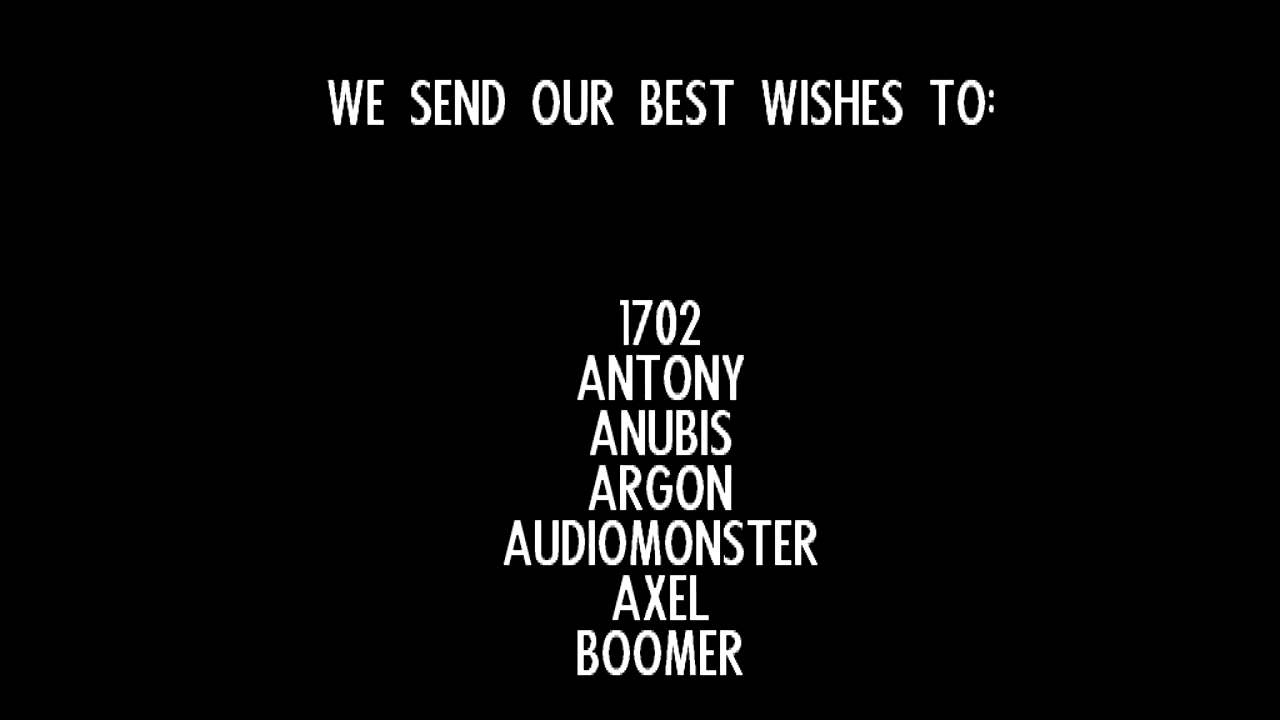 WE SEND OUR BEST WISHES TO:
1702
ANTONY
ANUBIS
ARGON
AUDIOMONSTER
AXEL
BOOMER